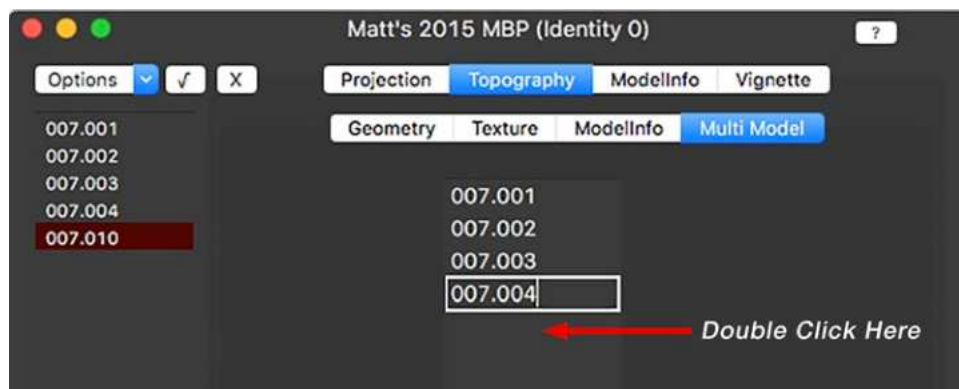 Matt's 2015 MBP (Identity 0)
?
Options √ X
Projection Topography ModelInfo Vignette
Geometry Texture ModelInfo Multi Model
007.001
007.002
007.003
007.004
007.010
007.001
007.002
007.003
007.004
Double Click Here